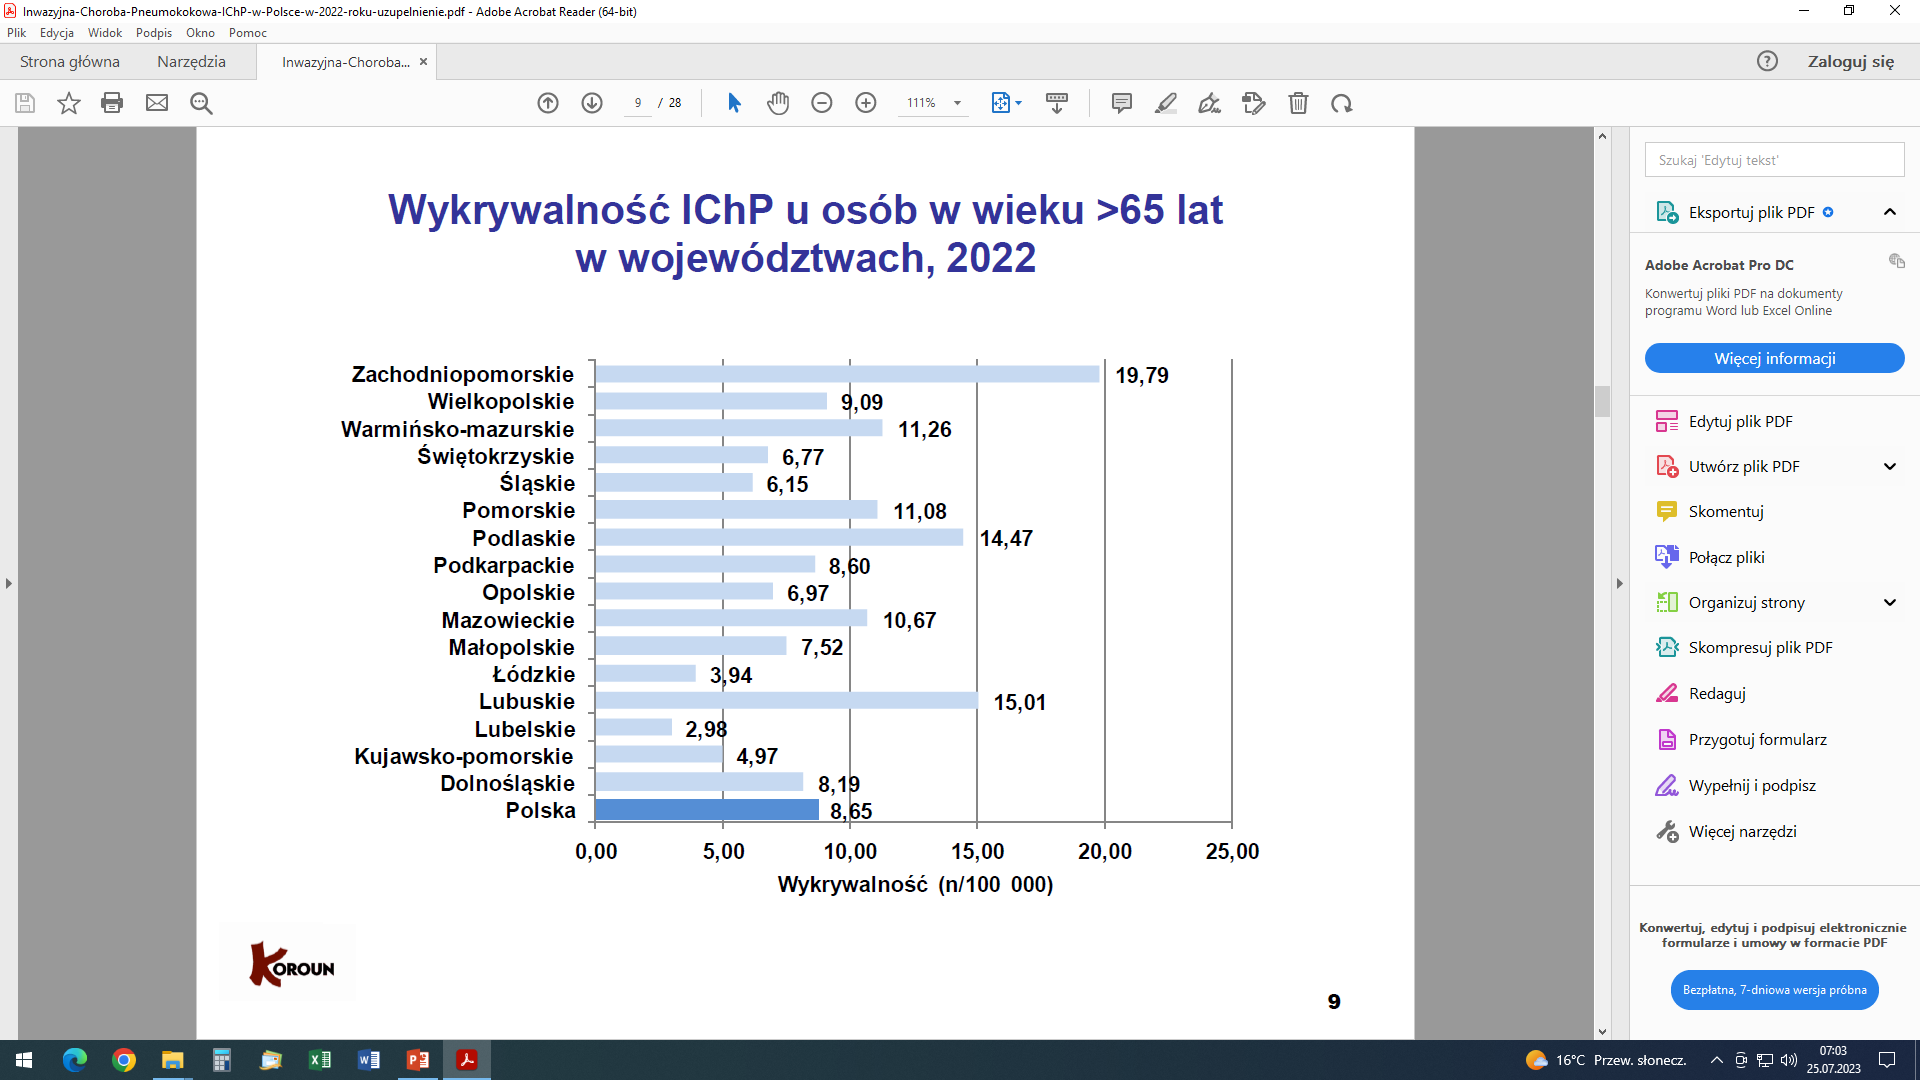 Inwazyjna-Choroba-Pneumokokowa-IChP-w-Polsce-w-2022-roku-uzupelnienie.pdf - Adobe Acrobat Reader (64-bit)
Plik Edycja Widok Podpis Okno Pomoc
Strona główna Narzędzia Inwazyjna-Choroba... × Zaloguj się
9 / 28 111%
Wykrywalność IChP u osób w wieku >65 lat
w województwach, 2022
Zachodniopomorskie 19,79
Wielkopolskie 9,09
Warmińsko-mazurskie 11,26
Świętokrzyskie 6,77
Śląskie 6,15
Pomorskie 11,08
Podlaskie 14,47
Podkarpackie 8,60
Opolskie 6,97
Mazowieckie 10,67
Małopolskie 7,52
Łódzkie 3,94
Lubuskie 15,01
Lubelskie 2,98
Kujawsko-pomorskie 4,97
Dolnośląskie 8,19
Polska 8,65
0,00 5,00 10,00 15,00 20,00 25,00
Wykrywalność (n/100 000)
KOROUN
9
Szukaj 'Edytuj tekst'
Eksportuj plik PDF
Adobe Acrobat Pro DC
Konwertuj pliki PDF na dokumenty
programu Word lub Excel Online
Więcej informacji
Edytuj plik PDF
Utwórz plik PDF
Skomentuj
Połącz pliki
Organizuj strony
Skompresuj plik PDF
Redaguj
Przygotuj formularz
Wypełnij i podpisz
Więcej narzędzi
Konwertuj, edytuj i podpisuj elektronicznie
formularze i umowy w formacie PDF
Bezpłatna, 7-dniowa wersja próbna
16°C Przew. słonecz.
07:03
25.07.2023